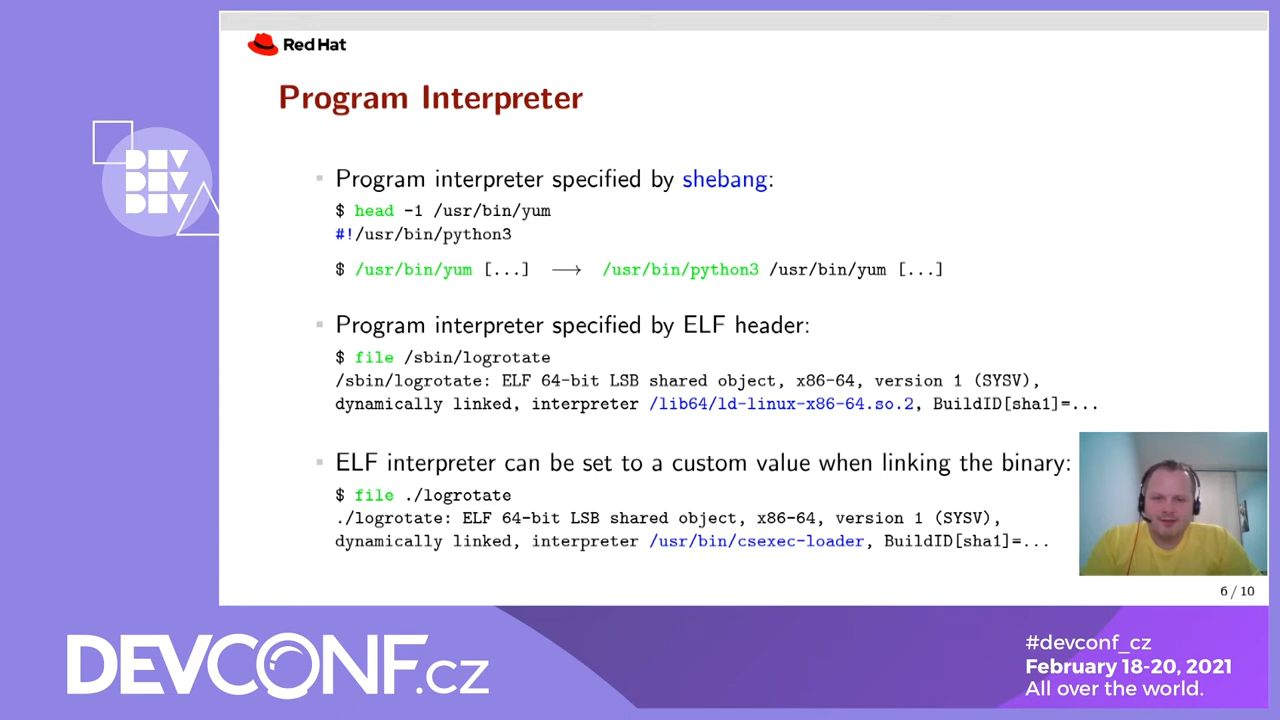 Red Hat
Program Interpreter
DEV
DEV
DEV
▪ Program interpreter specified by shebang:
$ head -1 /usr/bin/yum
#!/usr/bin/python3
$ /usr/bin/yum [...] ⟶ /usr/bin/python3 /usr/bin/yum [...]
▪ Program interpreter specified by ELF header:
$ file /sbin/logrotate
/sbin/logrotate: ELF 64-bit LSB shared object, x86-64, version 1 (SYSV),
dynamically linked, interpreter /lib64/ld-linux-x86-64.so.2, BuildID[sha1]=...
▪ ELF interpreter can be set to a custom value when linking the binary:
$ file ./logrotate
./logrotate: ELF 64-bit LSB shared object, x86-64, version 1 (SYSV),
dynamically linked, interpreter /usr/bin/csexec-loader, BuildID[sha1]=...
6 / 10
DEVCONF.cz
#devconf_cz
February 18-20, 2021
All over the world.